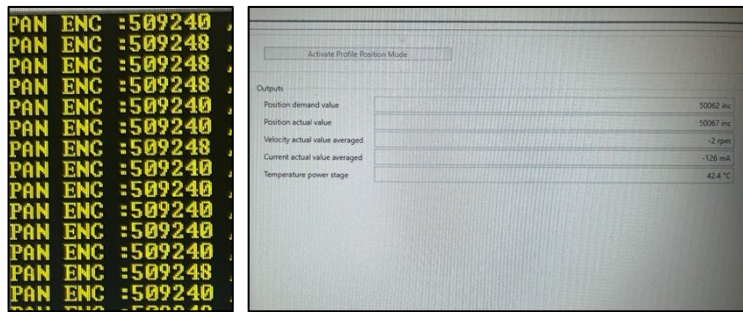 PAN ENC :509240 ,
PAN ENC :509248 ,
PAN ENC :509248 ,
PAN ENC :509248 ,
PAN ENC :509240 ,
PAN ENC :509240 ,
PAN ENC :509248 ,
PAN ENC :509240 ,
PAN ENC :509240 ,
PAN ENC :509240 ,
PAN ENC :509240 ,
PAN ENC :509240 ,
PAN ENC :509248 ,
PAN ENC :509240 ,
Activate Profile Position Mode
Outputs
Position demand value 50062 inc
Position actual value 50067 inc
Velocity actual value averaged -2 rpm
Current actual value averaged -126 mA
Temperature power stage 42.4 °C